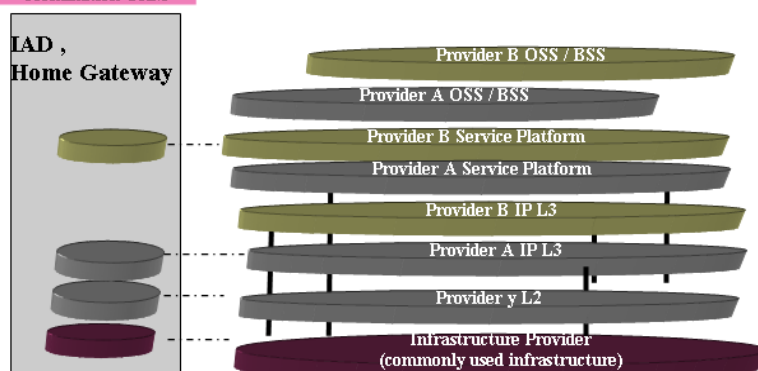 IAD ,
Home Gateway
Provider B OSS / BSS
Provider A OSS / BSS
Provider B Service Platform
Provider A Service Platform
Provider B IP L3
Provider A IP L3
Provider y L2
Infrastructure Provider
(commonly used infrastructure)